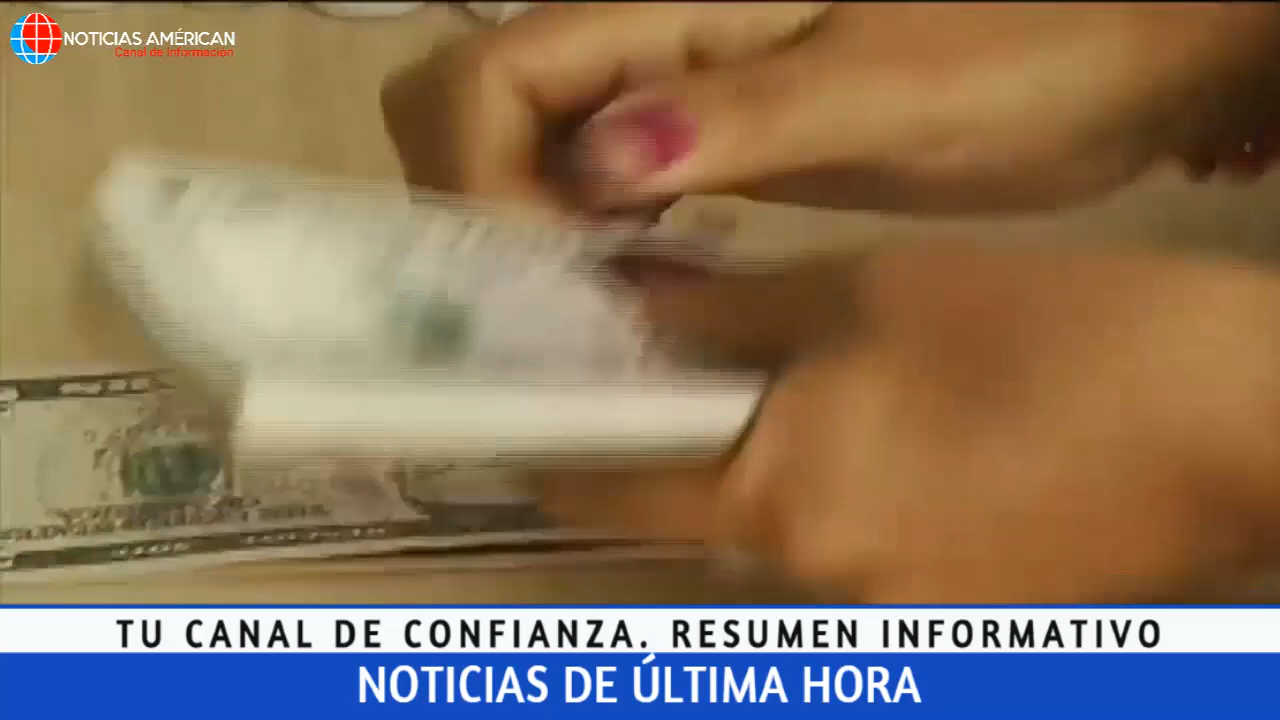 NOTICIAS AMÉRICAN
Canal de Información
TU CANAL DE CONFIANZA. RESUMEN INFORMATIVO
NOTICIAS DE ÚLTIMA HORA